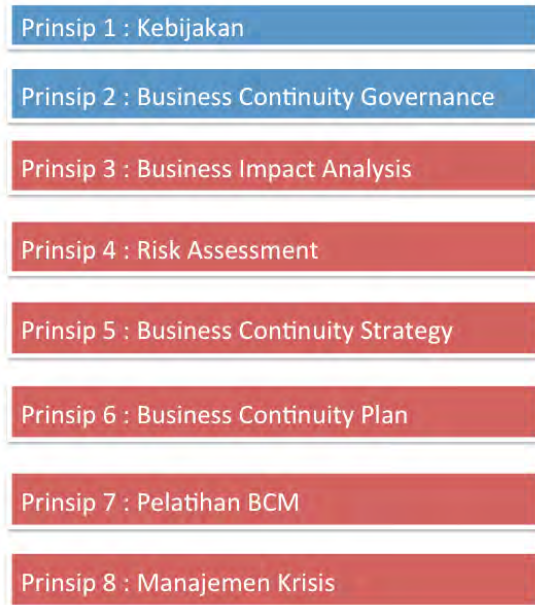 Prinsip 1 : Kebijakan
Prinsip 2 : Business Continuity Governance
Prinsip 3 : Business Impact Analysis
Prinsip 4 : Risk Assessment
Prinsip 5 : Business Continuity Strategy
Prinsip 6 : Business Continuity Plan
Prinsip 7 : Pelatihan BCM
Prinsip 8 : Manajemen Krisis